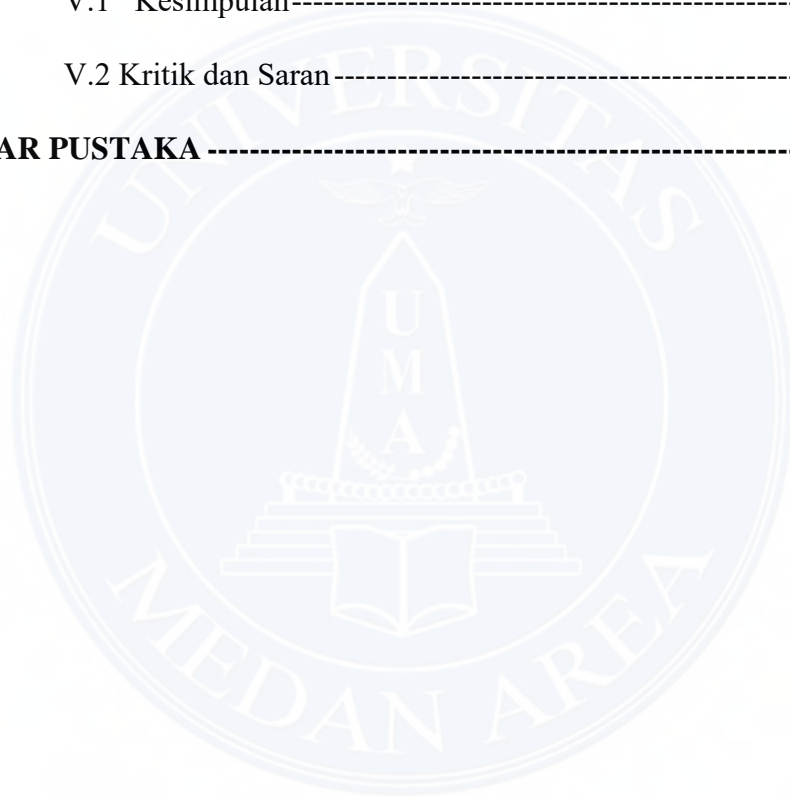 V.1 Kesimpulan--------------------------------------------------
V.2 Kritik dan Saran----------------------------------------------
AR PUSTAKA --------------------------------------------------------
UNIVERSITAS
U
M
A
MEDAN AREA